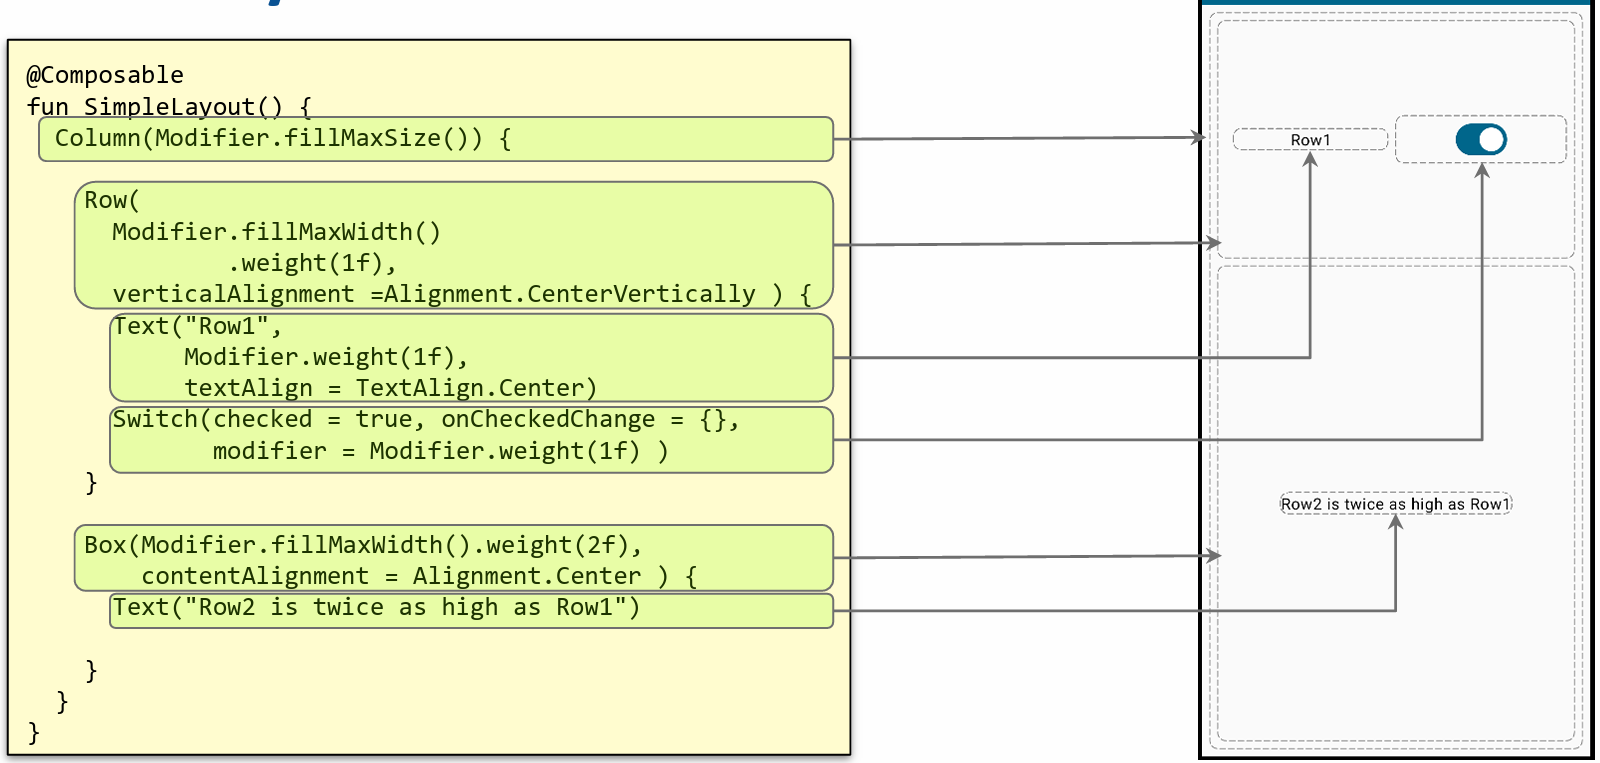 @Composable
fun SimpleLayout() {
  Column(Modifier.fillMaxSize()) {
    Row(
      Modifier.fillMaxWidth()
              .weight(1f),
      verticalAlignment =Alignment.CenterVertically ) {
      Text("Row1",
           Modifier.weight(1f),
           textAlign = TextAlign.Center)
      Switch(checked = true, onCheckedChange = {},
             modifier = Modifier.weight(1f) )
    }
    Box(Modifier.fillMaxWidth().weight(2f),
        contentAlignment = Alignment.Center ) {
      Text("Row2 is twice as high as Row1")
    }
  }
}
Row1
Row2 is twice as high as Row1